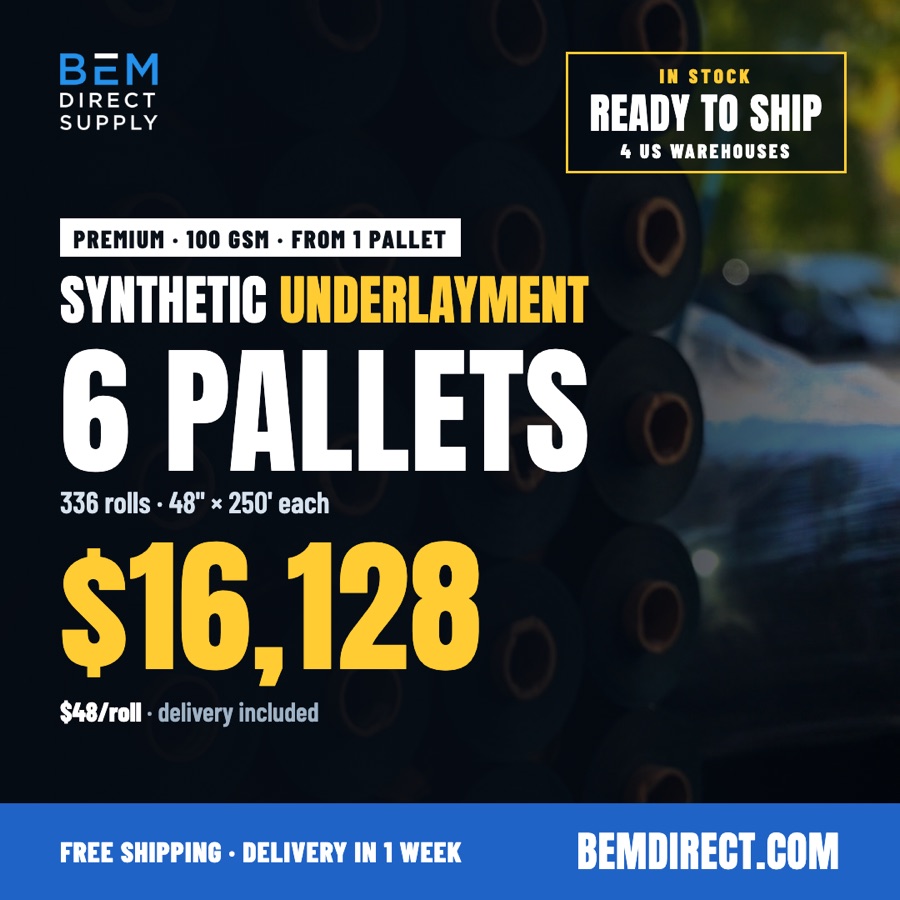 BEM
DIRECT
SUPPLY
IN STOCK
READY TO SHIP
4 US WAREHOUSES
PREMIUM · 100 GSM · FROM 1 PALLET
SYNTHETIC UNDERLAYMENT
6 PALLETS
336 rolls · 48" × 250' each
$16,128
$48/roll · delivery included
FREE SHIPPING · DELIVERY IN 1 WEEK
BEMDIRECT.COM